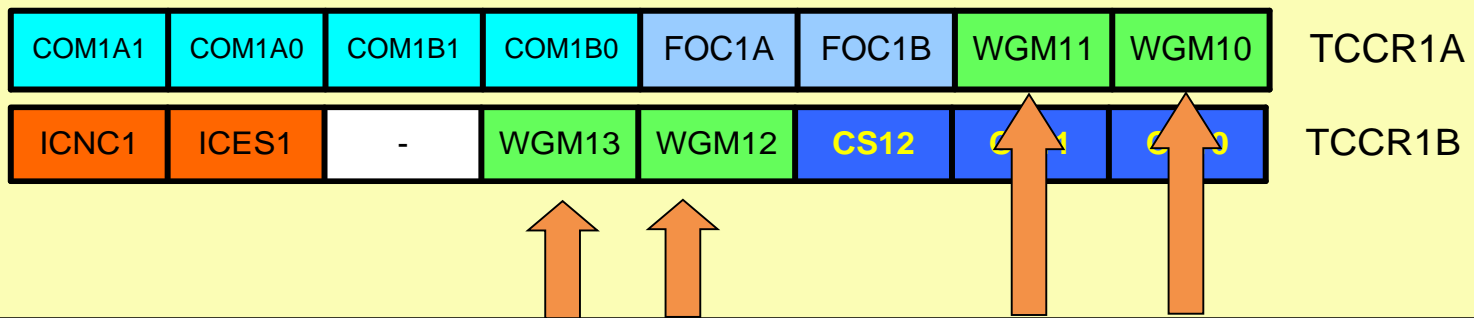 COM1A1 COM1A0 COM1B1 COM1B0 FOC1A FOC1B WGM11 WGM10 TCCR1A
ICNC1 ICES1 - WGM13 WGM12 CS12 TCCR1B